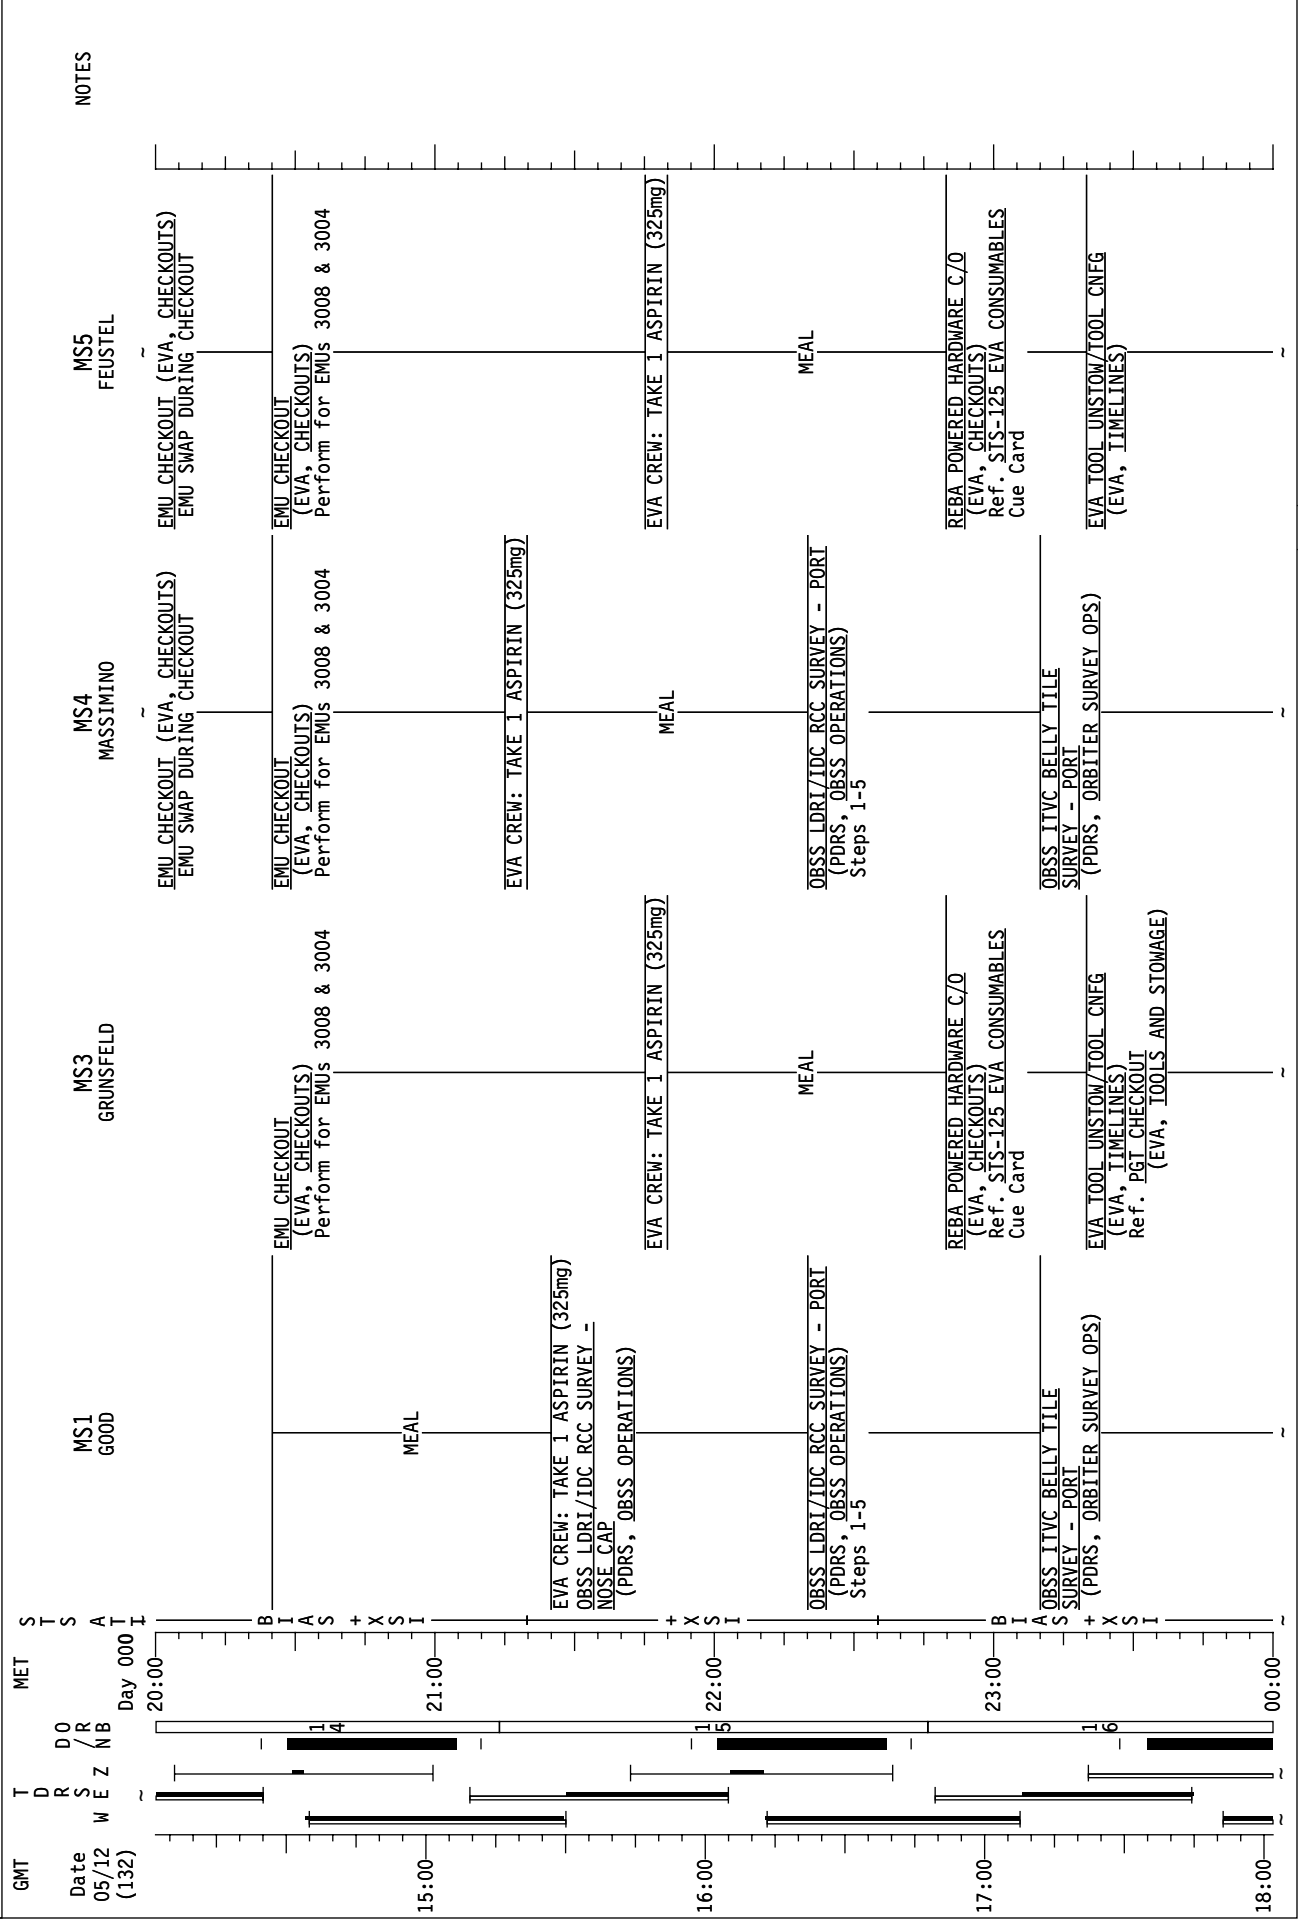 GMT
Date
05/12
(132)
15:00
16:00
17:00
18:00
T
D
R
S
W E Z
~
~
~
D O
/ R
N B
14
15
16
MET
Day 000
20:00
21:00
22:00
23:00
00:00
S
T
S
A
T
T
I
B
I
A
S
+
X
S
I
+
X
S
I
B
I
A
S
+
X
S
I
~
MS1
GOOD
MEAL
EVA CREW: TAKE 1 ASPIRIN (325mg)
OBSS LDRI/IDC RCC SURVEY -
NOSE CAP
(PDRS, OBSS OPERATIONS)
OBSS LDRI/IDC RCC SURVEY - PORT
(PDRS, OBSS OPERATIONS)
Steps 1-5
OBSS ITVC BELLY TILE
SURVEY - PORT
(PDRS, ORBITER SURVEY OPS)
~
MS3
GRUNSFELD
EMU CHECKOUT
(EVA, CHECKOUTS)
Perform for EMUs 3008 & 3004
EVA CREW: TAKE 1 ASPIRIN (325mg)
MEAL
REBA POWERED HARDWARE C/O
(EVA, CHECKOUTS)
Ref. STS-125 EVA CONSUMABLES
Cue Card
EVA TOOL UNSTOW/TOOL CNFG
(EVA, TIMELINES)
Ref. PGT CHECKOUT
(EVA, TOOLS AND STOWAGE)
~
MS4
MASSIMINO
~
EMU CHECKOUT (EVA, CHECKOUTS)
EMU SWAP DURING CHECKOUT
EMU CHECKOUT
(EVA, CHECKOUTS)
Perform for EMUs 3008 & 3004
EVA CREW: TAKE 1 ASPIRIN (325mg)
MEAL
OBSS LDRI/IDC RCC SURVEY - PORT
(PDRS, OBSS OPERATIONS)
Steps 1-5
OBSS ITVC BELLY TILE
SURVEY - PORT
(PDRS, ORBITER SURVEY OPS)
~
MS5
FEUSTEL
~
EMU CHECKOUT (EVA, CHECKOUTS)
EMU SWAP DURING CHECKOUT
EMU CHECKOUT
(EVA, CHECKOUTS)
Perform for EMUs 3008 & 3004
EVA CREW: TAKE 1 ASPIRIN (325mg)
MEAL
REBA POWERED HARDWARE C/O
(EVA, CHECKOUTS)
Ref. STS-125 EVA CONSUMABLES
Cue Card
EVA TOOL UNSTOW/TOOL CNFG
(EVA, TIMELINES)
~
NOTES